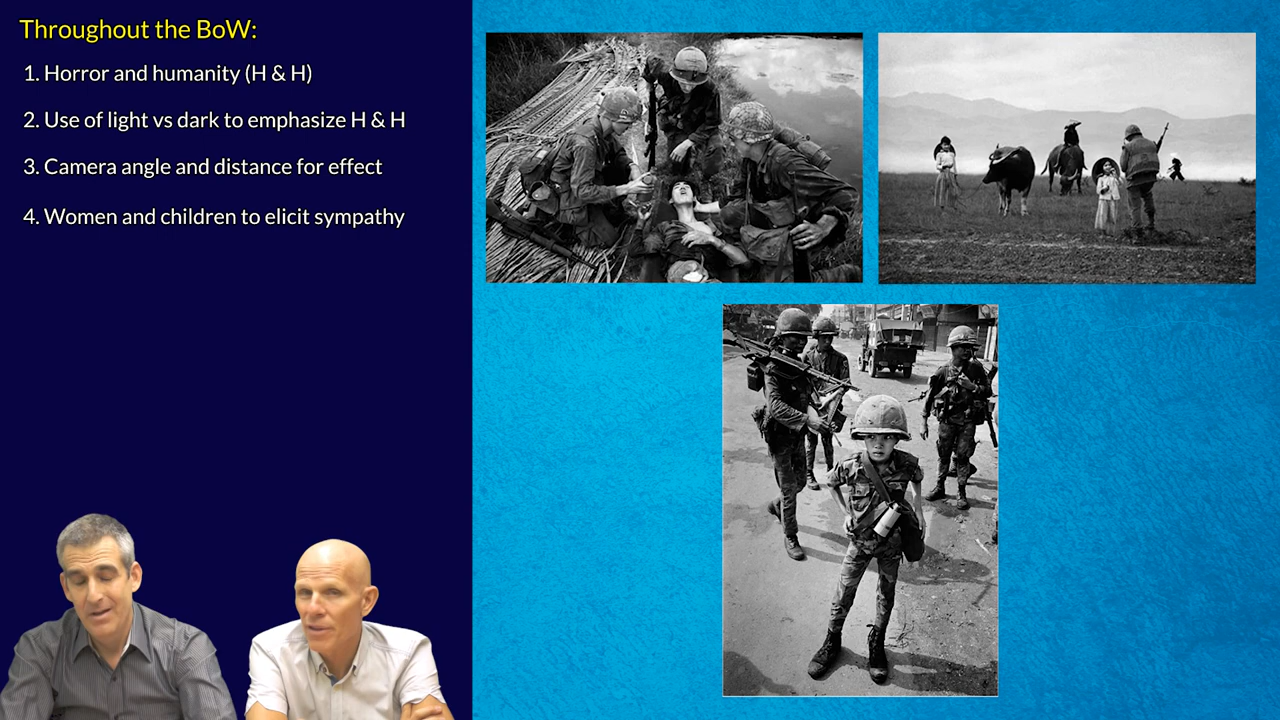 Throughout the BoW:
1. Horror and humanity (H & H)
2. Use of light vs dark to emphasize H & H
3. Camera angle and distance for effect
4. Women and children to elicit sympathy